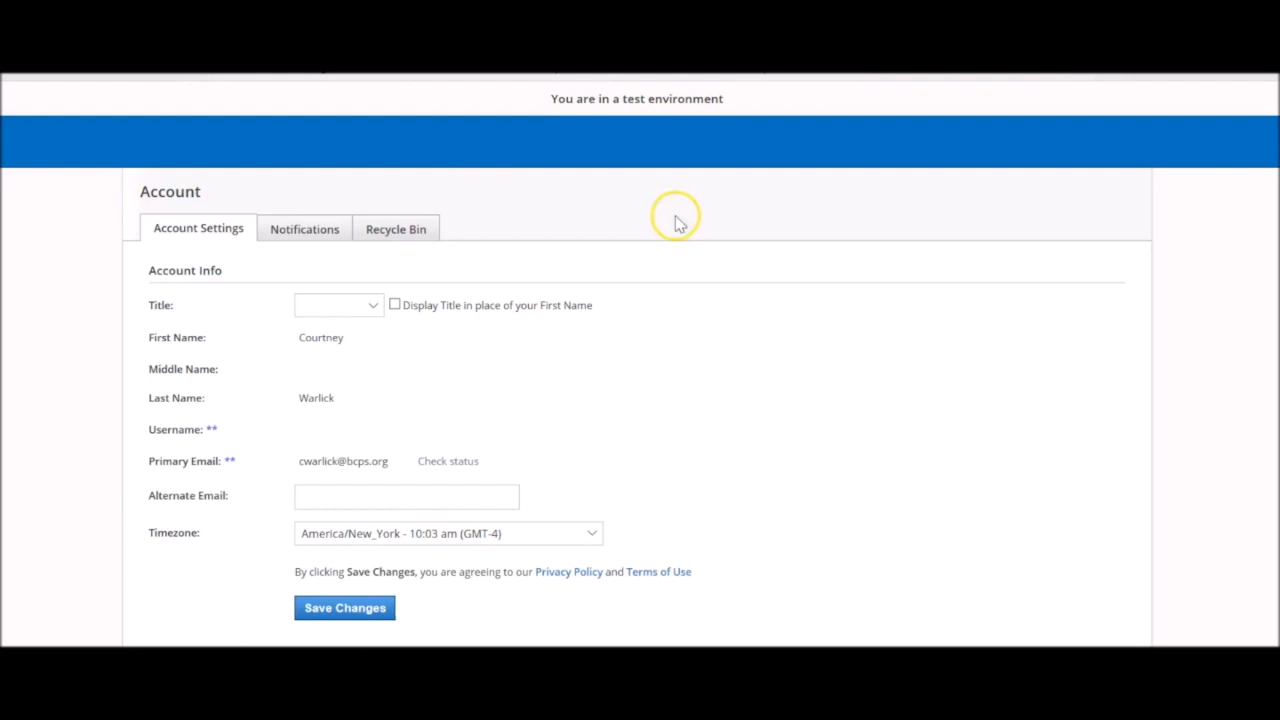 You are in a test environment
Account
Account Settings Notifications Recycle Bin
Account Info
Title: Display Title in place of your First Name
First Name: Courtney
Middle Name:
Last Name: Warlick
Username: **
Primary Email: ** cwarlick@bcps.org Check status
Alternate Email:
Timezone: America/New_York - 10:03 am (GMT-4)
By clicking Save Changes, you are agreeing to our Privacy Policy and Terms of Use
Save Changes